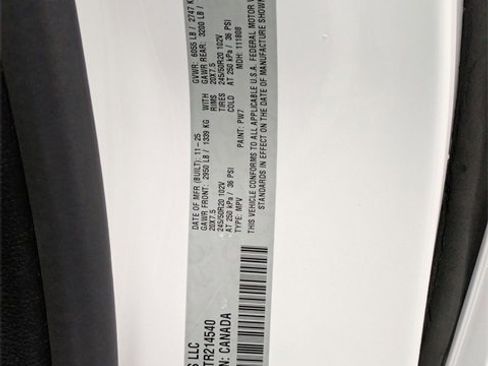 S LLC
DATE OF MFR (BUILT): 11-25 GVWR: 6055 LB / 2747 K
GAWR FRONT: 2950 LB / 1339 KG WITH GAWR REAR: 3200 LB /
20X7.5 RIMS 20X7.5
245/50R20 102V TIRES 245/50R20 102V
AT 250 kPa / 36 PSI COLD AT 250 kPa / 36 PSI
TYPE: MPV PAINT: PW7 MDH: 111808
THIS VEHICLE CONFORMS TO ALL APPLICABLE U.S.A. FEDERAL MOTOR V
STANDARDS IN EFFECT ON THE DATE OF MANUFACTURE SHOWN
TR214540
N: CANADA